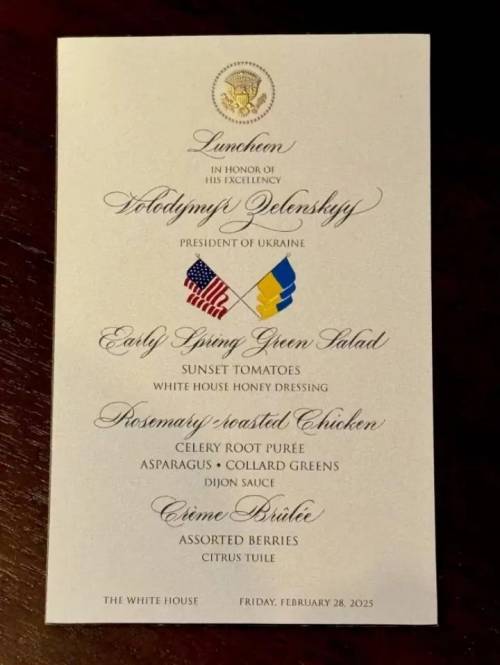 Luncheon
IN HONOR OF
HIS EXCELLENCY
Volodymyr Zelenskyy
PRESIDENT OF UKRAINE
Early Spring Green Salad
SUNSET TOMATOES
WHITE HOUSE HONEY DRESSING
Rosemary-roasted Chicken
CELERY ROOT PURÉE
ASPARAGUS • COLLARD GREENS
DIJON SAUCE
Crème Brûlée
ASSORTED BERRIES
CITRUS TUILE
THE WHITE HOUSE FRIDAY, FEBRUARY 28, 2025